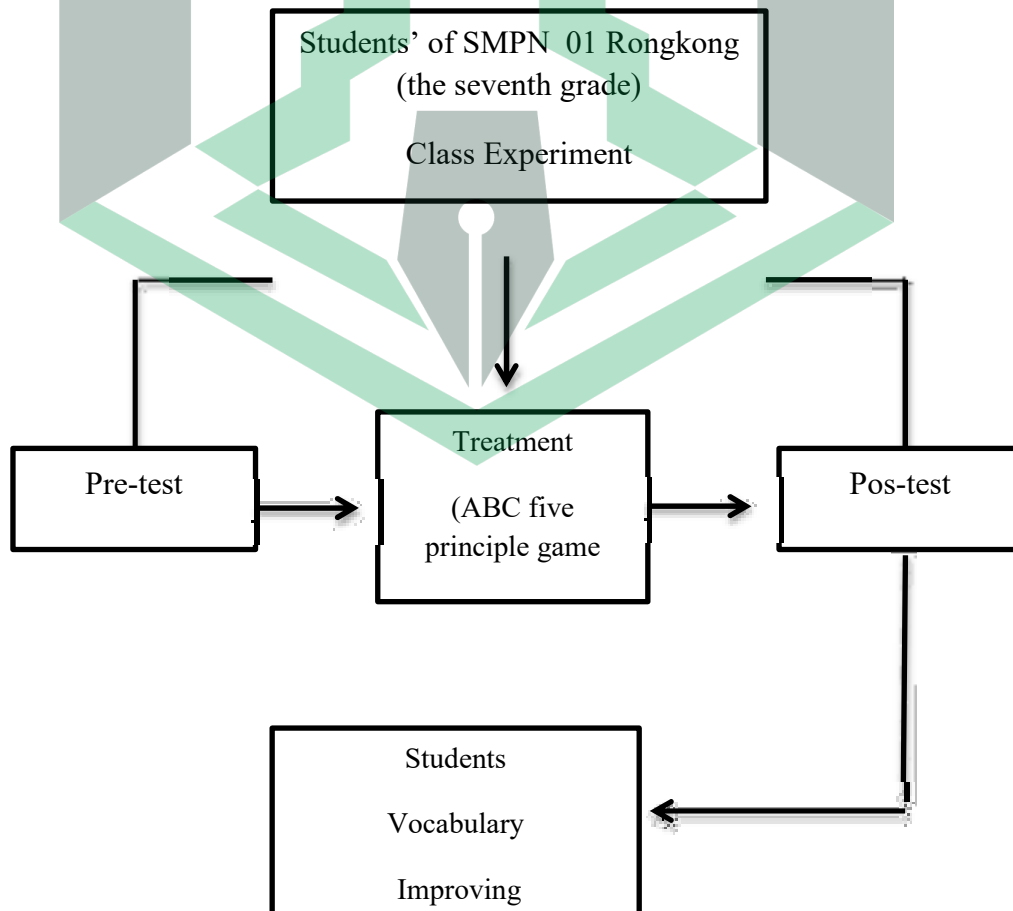 Students’ of SMPN 01 Rongkong
(the seventh grade)
Class Experiment
Pre-test
Treatment
(ABC five
principle game
Pos-test
Students
Vocabulary
Improving